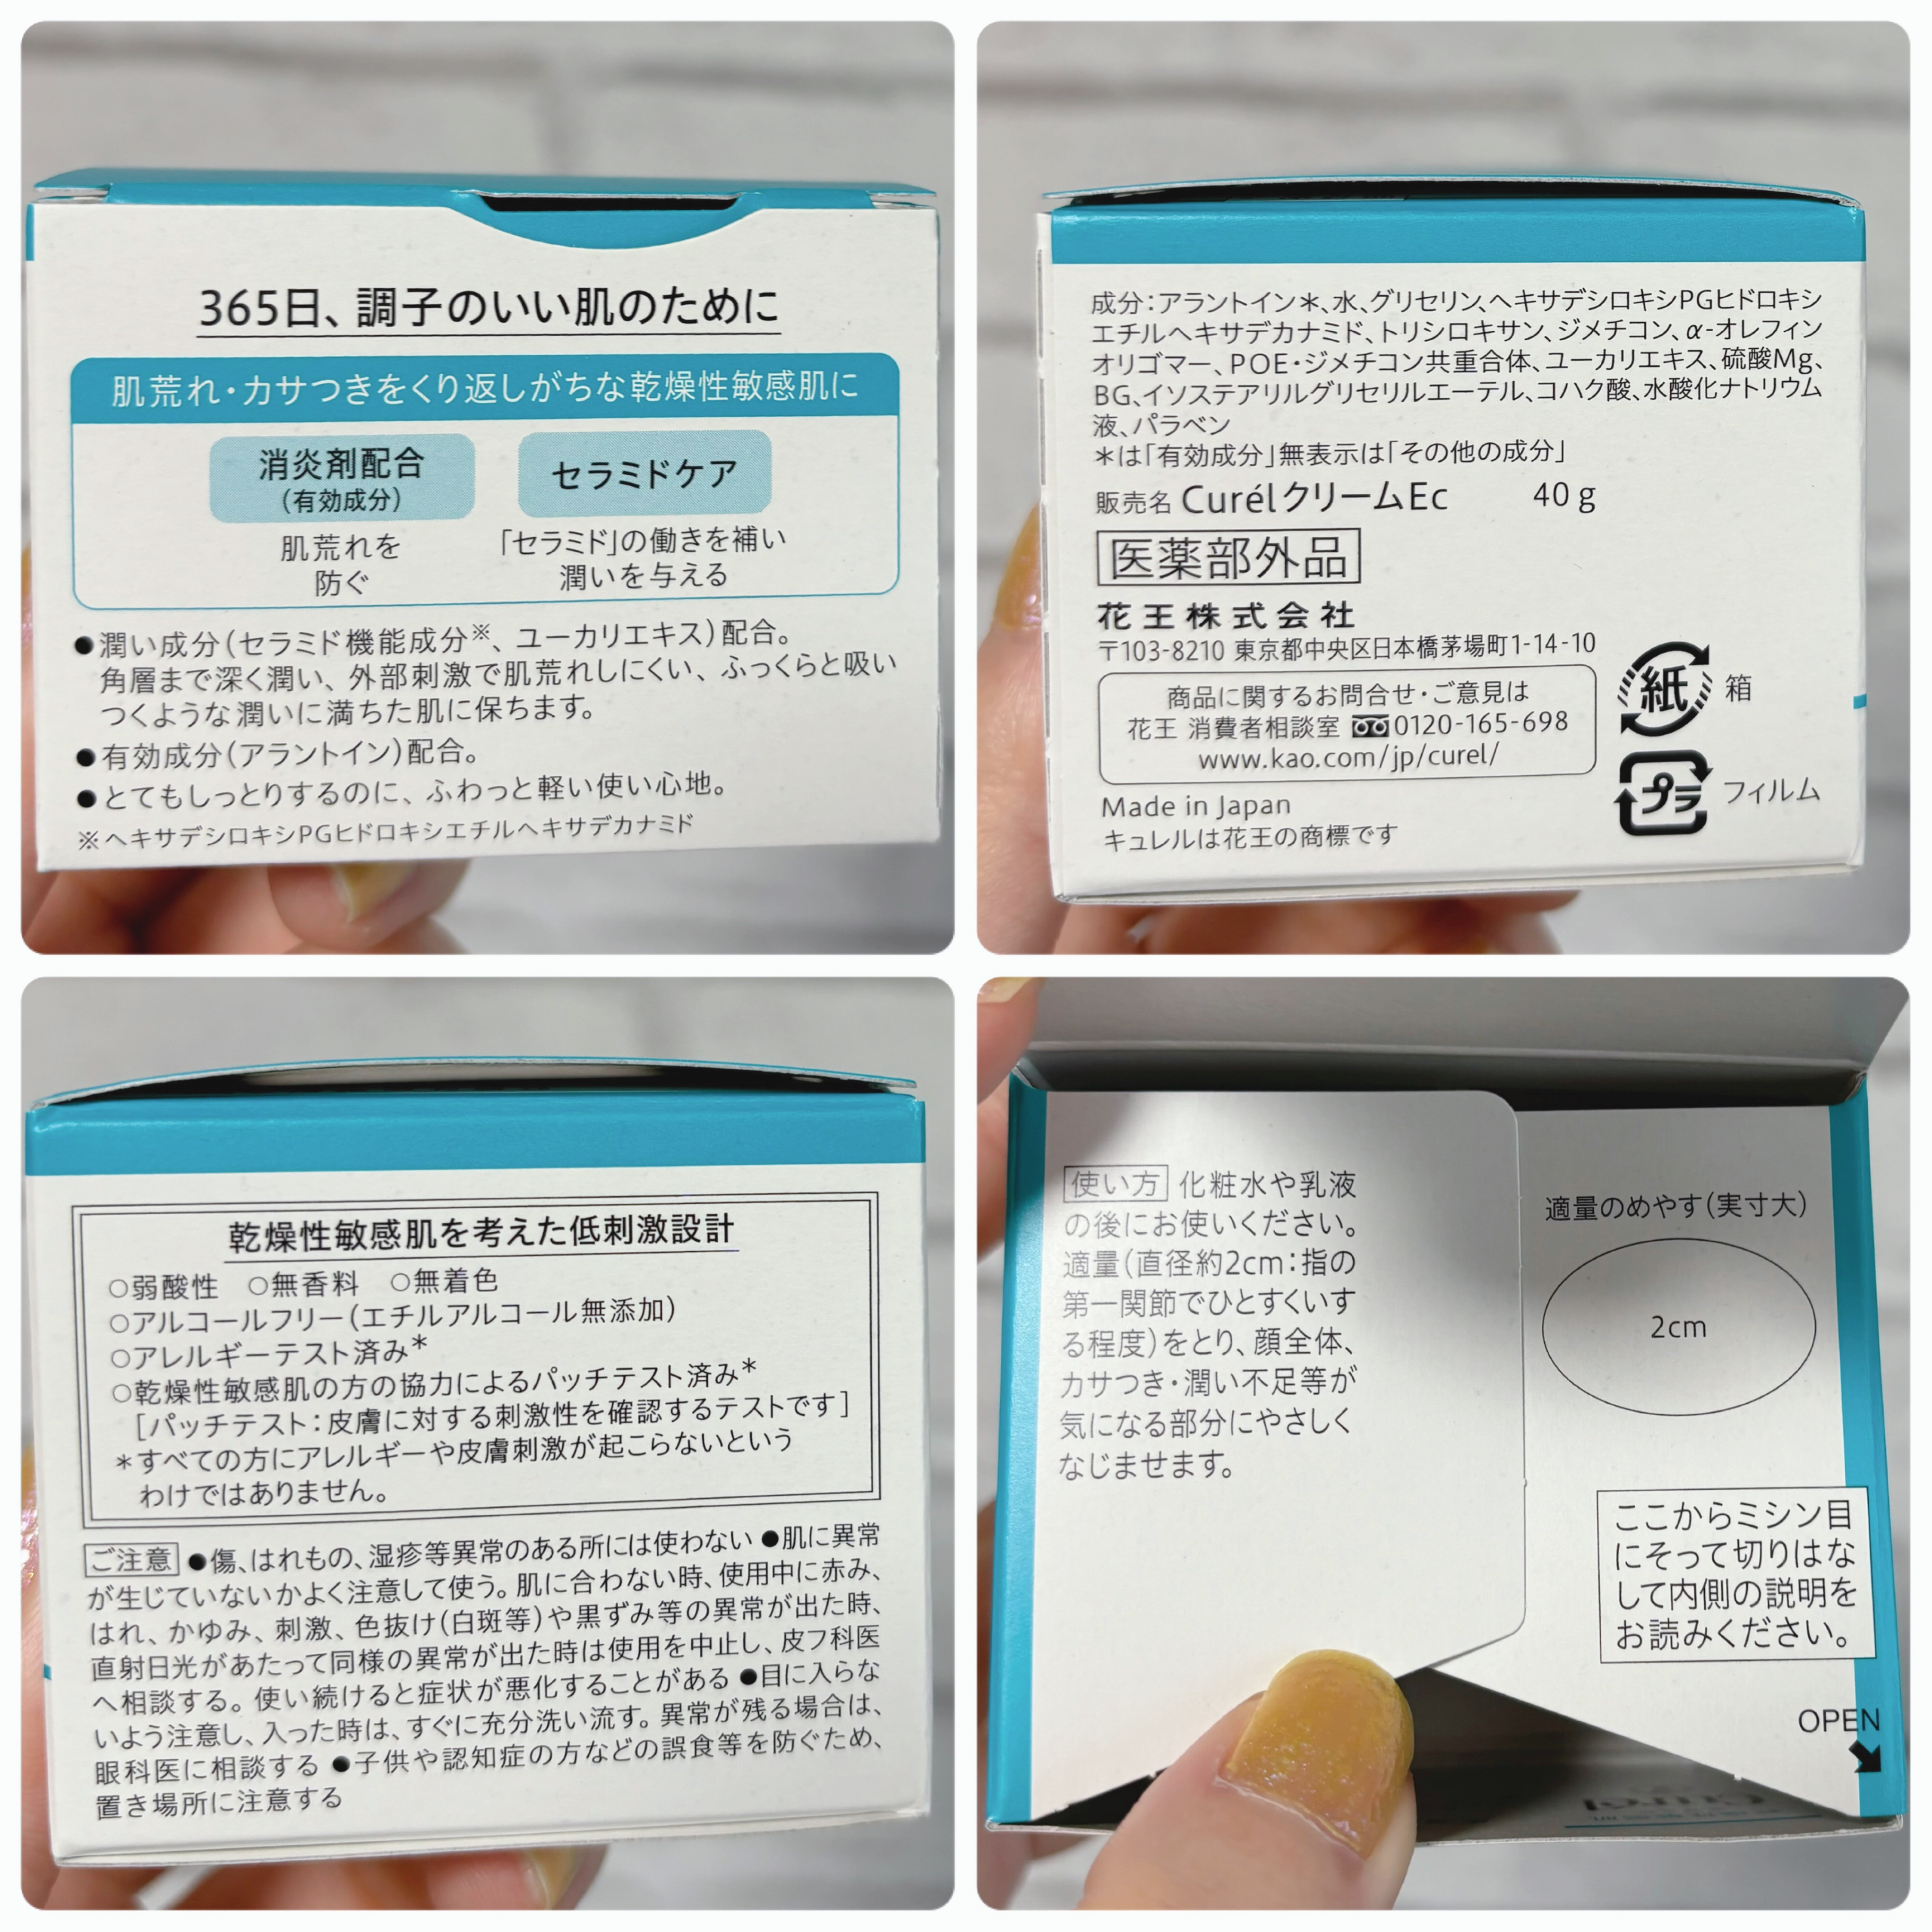 365日、調子のいい肌のために
肌荒れ・カサつきをくり返しがちな乾燥性敏感肌に
消炎剤配合
(有効成分)
肌荒れを
防ぐ
セラミドケア
「セラミド」の働きを補い
潤いを与える
●潤い成分(セラミド機能成分※、ユーカリエキス)配合。
角層まで深く潤い、外部刺激で肌荒れしにくい、ふっくらと吸い
つくような潤いに満ちた肌に保ちます。
●有効成分(アラントイン)配合。
●とてもしっとりするのに、ふわっと軽い使い心地。
※ヘキサデシロキシPGヒドロキシエチルヘキサデカナミド
成分:アラントイン*、水、グリセリン、ヘキサデシロキシPGヒドロキシ
エチルヘキサデカナミド、トリシロキサン、ジメチコン、α-オレフィン
オリゴマー、POE・ジメチコン共重合体、ユーカリエキス、硫酸Mg、
BG、イソステアリルグリセリルエーテル、コハク酸、水酸化ナトリウム
液、パラベン
*は「有効成分」無表示は「その他の成分」
販売名 CurélクリームEc 40g
医薬部外品
花王株式会社
〒103-8210 東京都中央区日本橋茅場町1-14-10
商品に関するお問合せ・ご意見は
花王 消費者相談室 0120-165-698
www.kao.com/jp/curel/
Made in Japan
キュレルは花王の商標です
紙 箱
プラ フィルム
乾燥性敏感肌を考えた低刺激設計
○弱酸性 ○無香料 ○無着色
○アルコールフリー(エチルアルコール無添加)
○アレルギーテスト済み*
○乾燥性敏感肌の方の協力によるパッチテスト済み*
[パッチテスト:皮膚に対する刺激性を確認するテストです]
*すべての方にアレルギーや皮膚刺激が起こらないという
わけではありません。
ご注意 ●傷、はれもの、湿疹等異常のある所には使わない ●肌に異常
が生じていないかよく注意して使う。肌に合わない時、使用中に赤み、
はれ、かゆみ、刺激、色抜け(白斑等)や黒ずみ等の異常が出た時、
直射日光があたって同様の異常が出た時は使用を中止し、皮フ科医
へ相談する。使い続けると症状が悪化することがある ●目に入らな
いよう注意し、入った時は、すぐに充分洗い流す。異常が残る場合は、
眼科医に相談する ●子供や認知症の方などの誤食等を防ぐため、
置き場所に注意する
使い方 化粧水や乳液
の後にお使いください。
適量(直径約2cm:指の
第一関節でひとすくいす
る程度)をとり、顔全体、
カサつき・潤い不足等が
気になる部分にやさしく
なじませます。
適量のめやす(実寸大)
2cm
ここからミシン目
にそって切りはな
して内側の説明を
お読みください。
OPEN